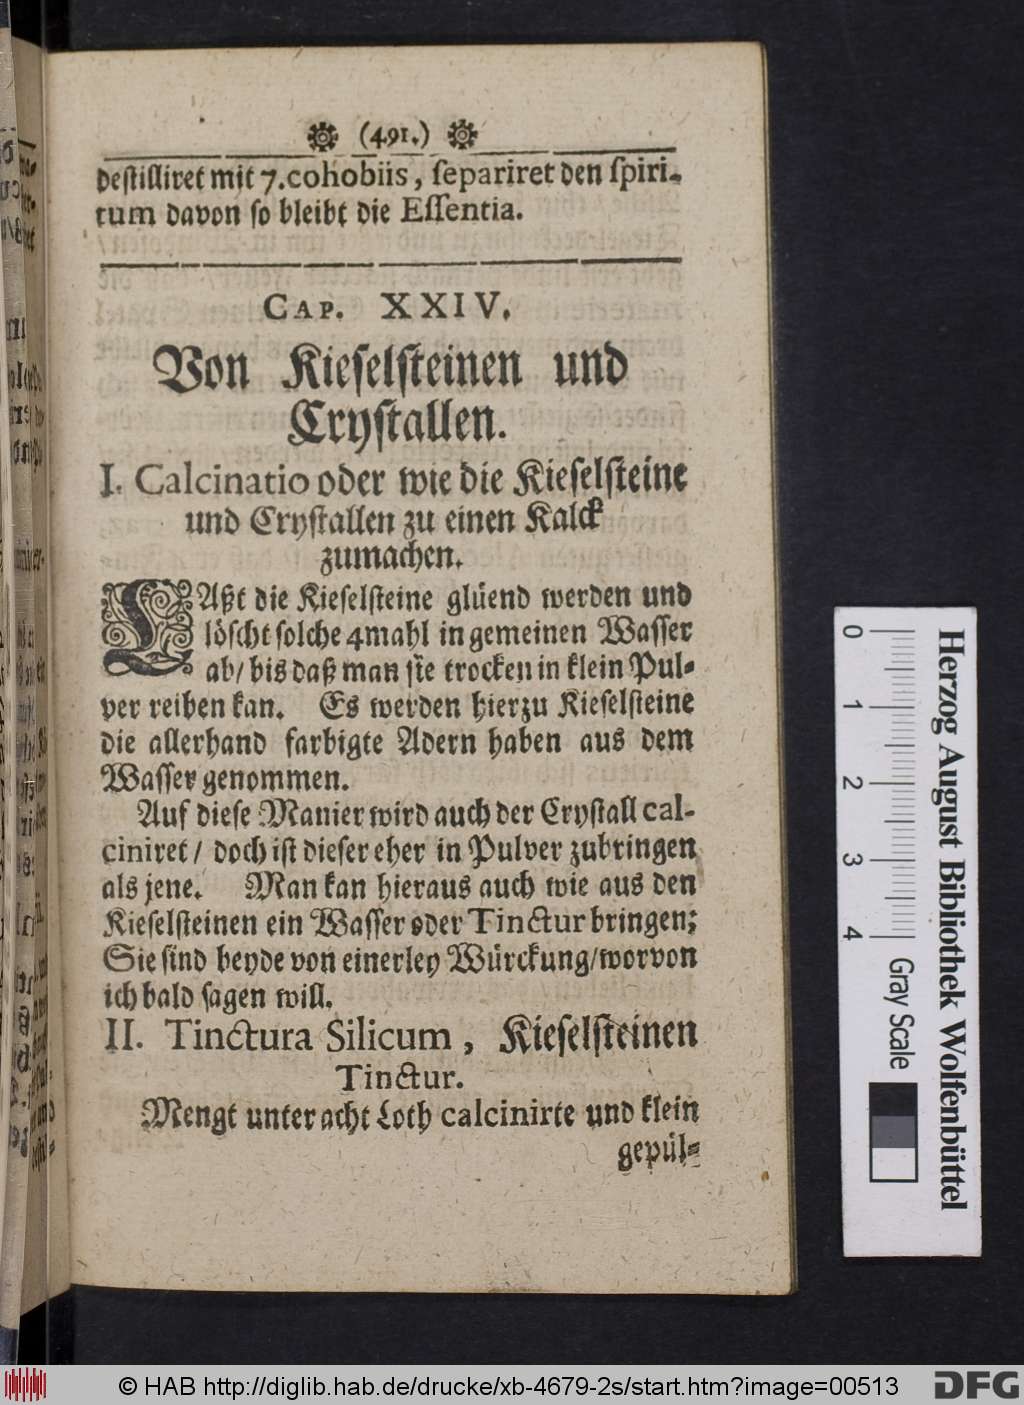 (491.)
destilliret mit 7. cohobiis, separiret den spiri-
tum davon so bleibt die Essentia.
CAP. XXIV.
Von Kieselsteinen und
Crystallen.
I. Calcinatio oder wie die Kieselsteine
und Crystallen zu einen Kalck
zumachen.
LAßt die Kieselsteine glüend werden und
löscht solche 4mahl in gemeinen Wasser
ab/ bis daß man sie trocken in klein Pul-
ver reiben kan. Es werden hierzu Kieselsteine
die allerhand farbigte Adern haben aus dem
Wasser genommen.
Auf diese Manier wird auch der Crystall cal-
ciniret/ doch ist dieser eher in Pulver zubringen
als jene. Man kan hieraus auch wie aus den
Kieselsteinen ein Wasser oder Tinctur bringen;
Sie sind beyde von einerley Würckung/worvon
ich bald sagen will.
II. Tinctura Silicum, Kieselsteinen
Tinctur.
Mengt unter acht Loth calcinirte und klein
gepül-
0 1 2 3 4
Gray Scale
Herzog August Bibliothek Wolfenbüttel
© HAB http://diglib.hab.de/drucke/xb-4679-2s/start.htm?image=00513
DFG